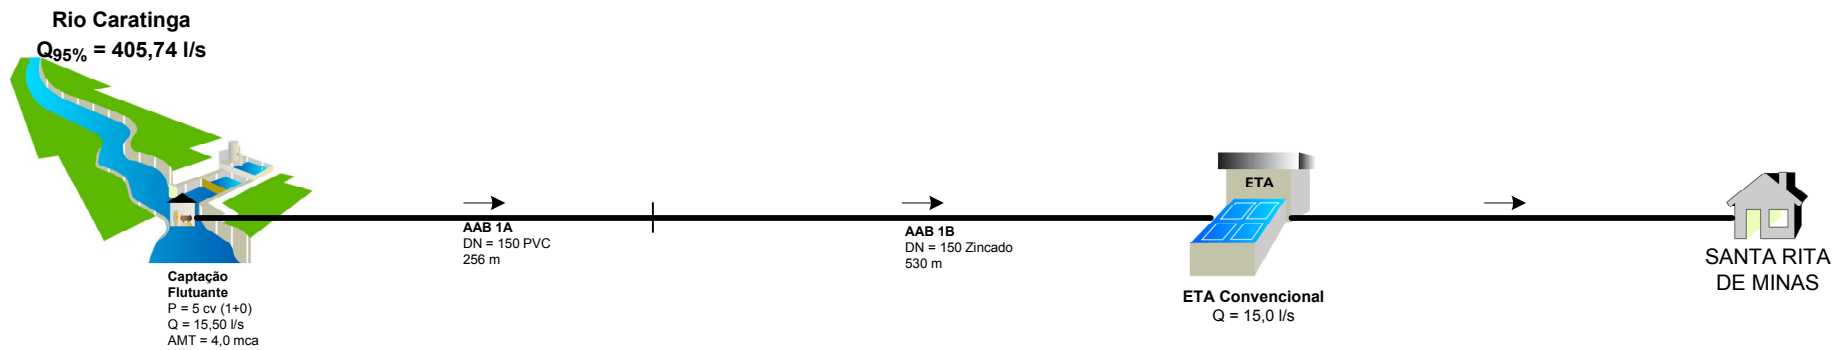 Rio Caratinga
Q95% = 405,74 l/s
AAB 1A
DN = 150 PVC
256 m
AAB 1B
DN = 150 Zincado
530 m
ETA
Captação
Flutuante
P = 5 cv (1+0)
Q = 15,50 l/s
AMT = 4,0 mca
ETA Convencional
Q = 15,0 l/s
SANTA RITA
DE MINAS